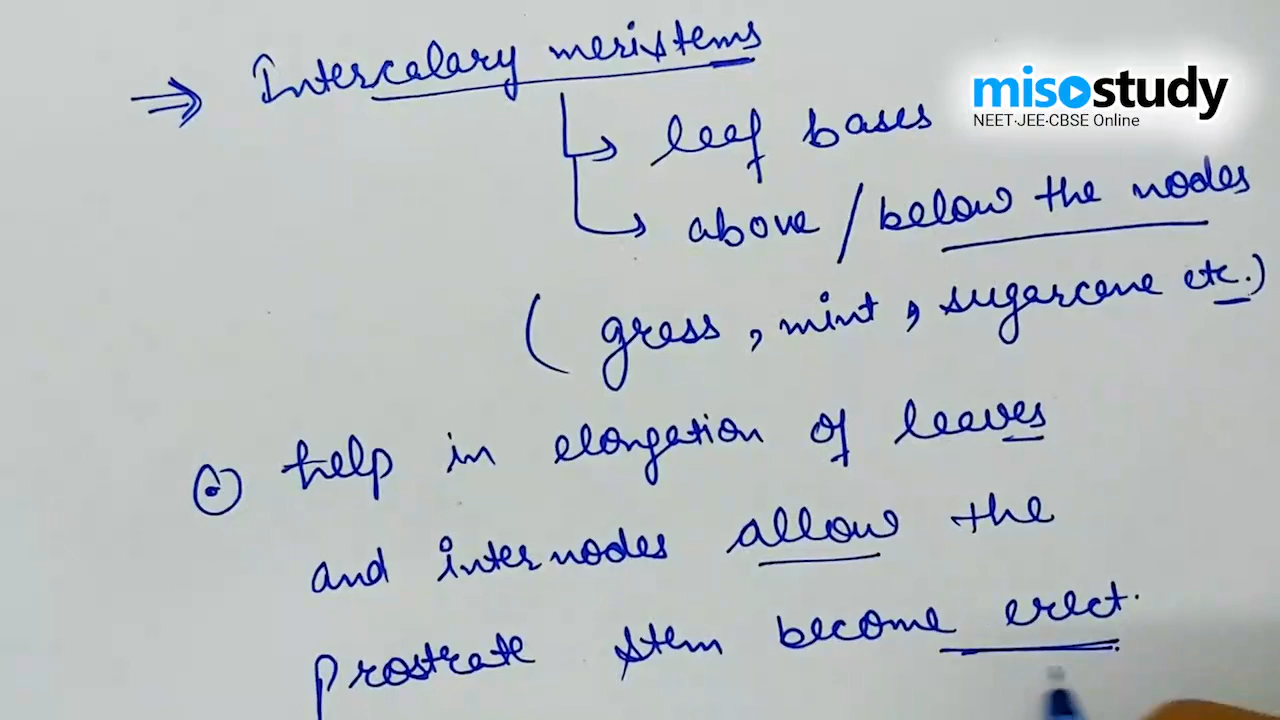 ⇒ Intercalary meristems
misostudy
NEET·JEE·CBSE Online
↳ leaf bases
↳ above / below the nodes
( grass, mint, sugarcane etc.)
⊙ help in elongation of leaves
and internodes allow the
prostrate stem become erect.